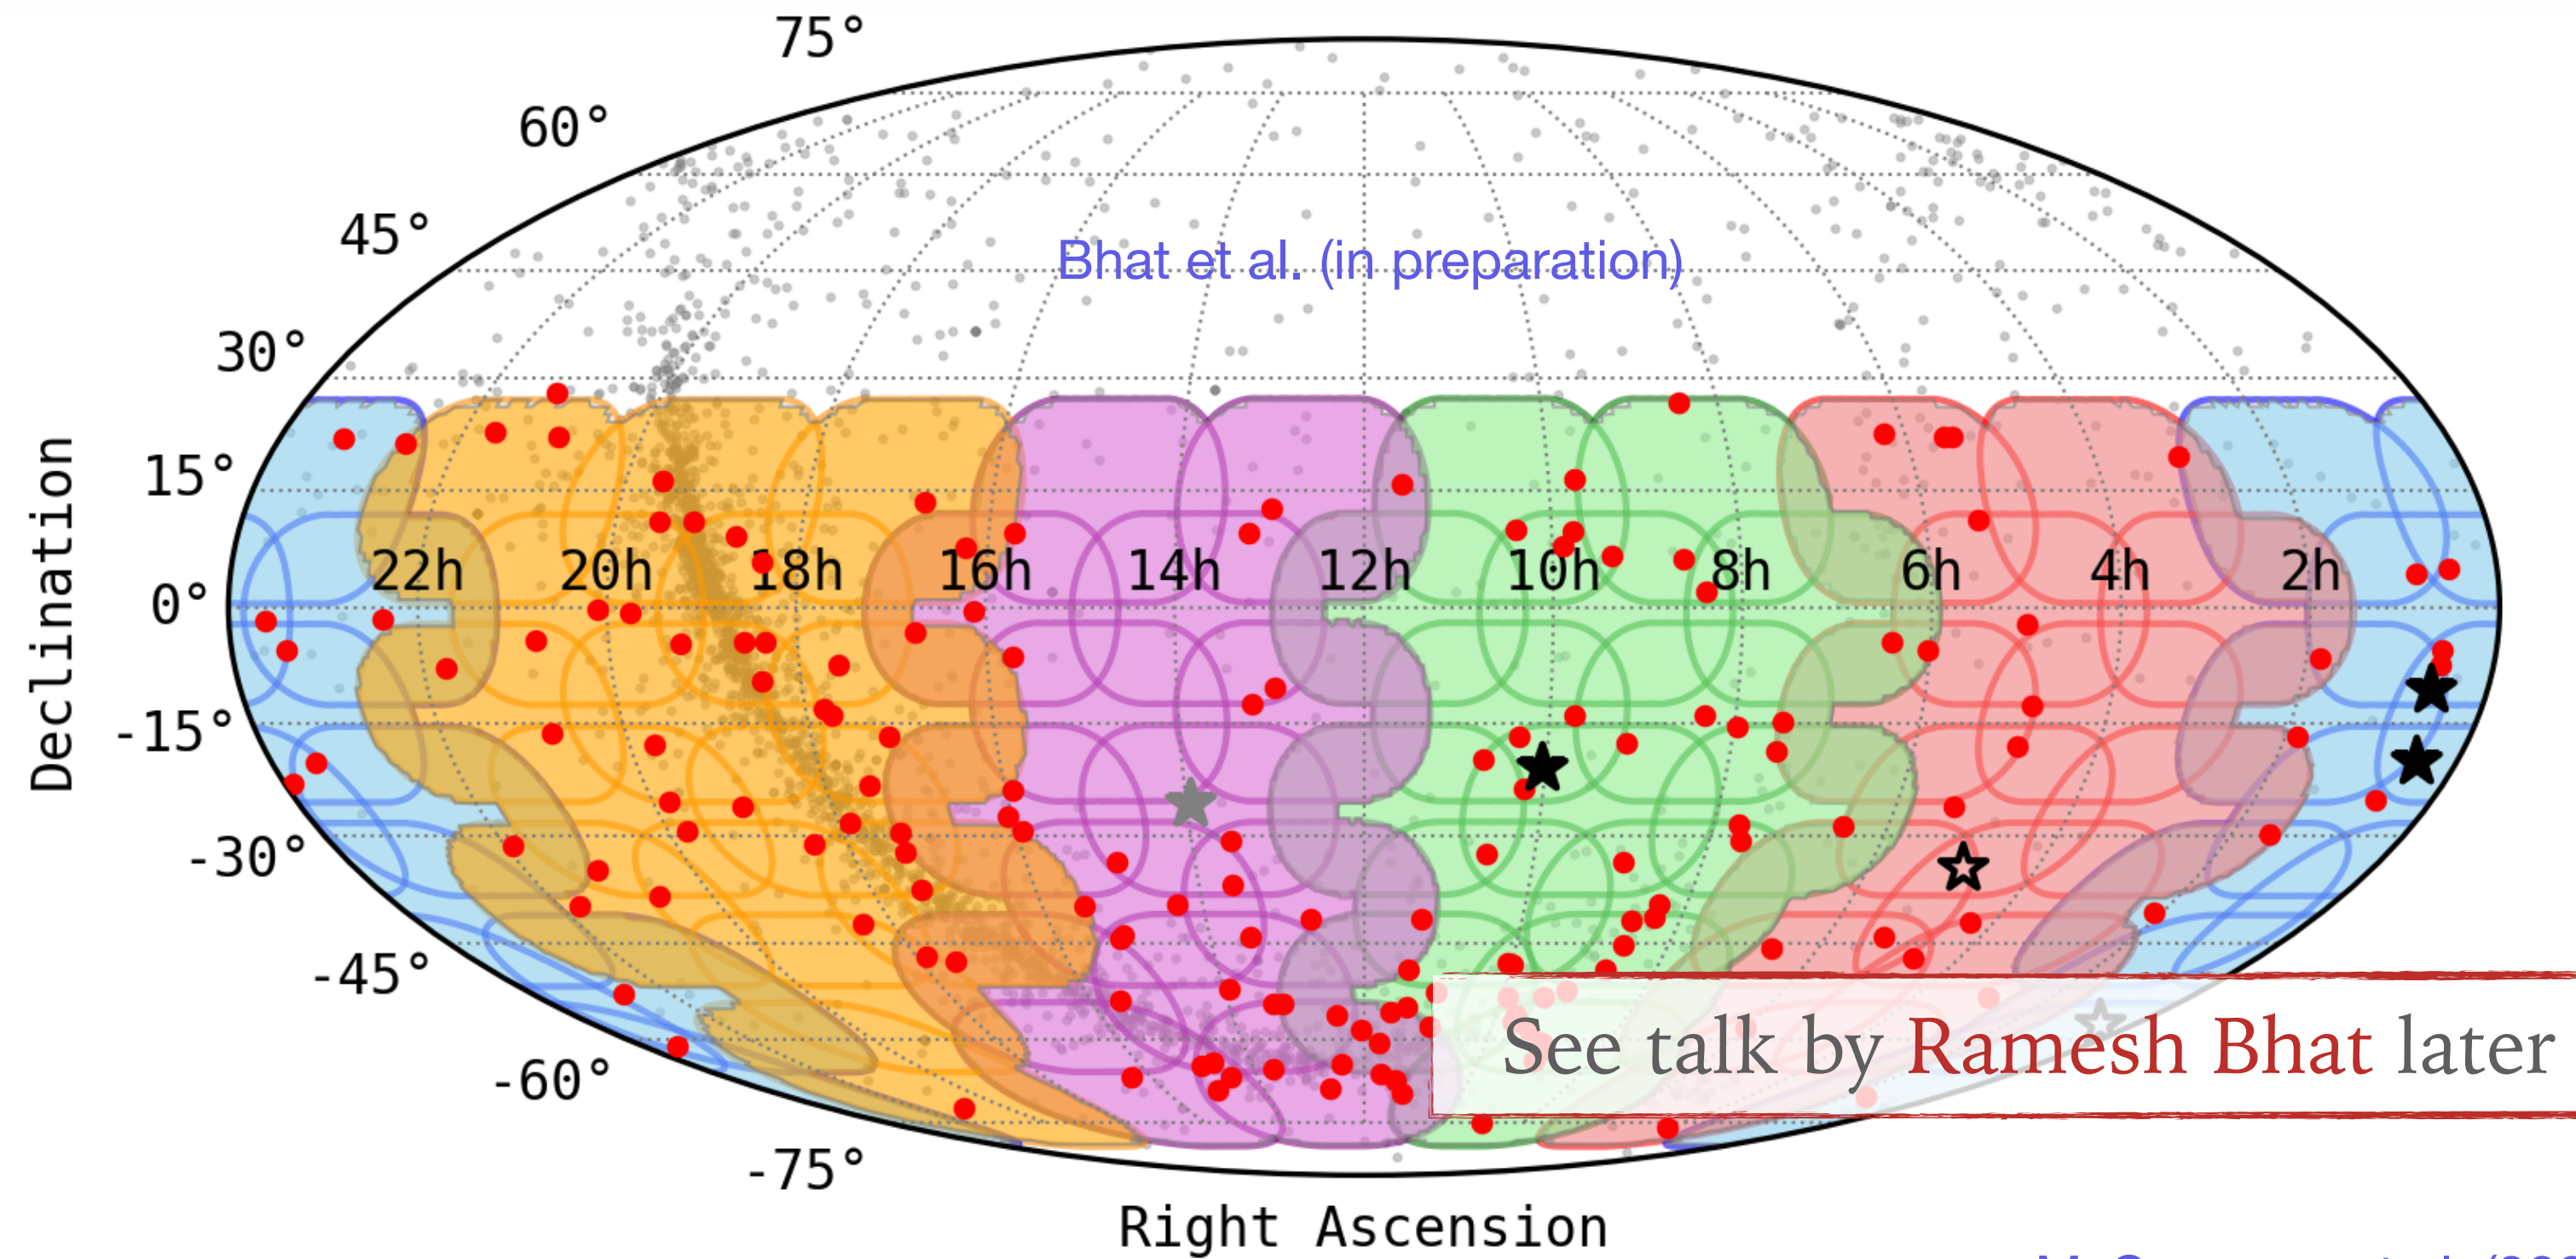 75°
60°
45°
Bhat et al. (in preparation)
30°
15°
22h 20h 18h 16h 14h 12h 10h 8h 6h 4h 2h
0°
Declination
-15°
-30°
-45°
See talk by Ramesh Bhat later
-60°
-75°
Right Ascension